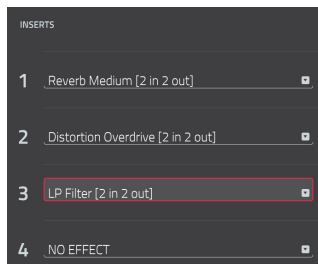 INSERTS
1 Reverb Medium [2 in 2 out]
2 Distortion Overdrive [2 in 2 out]
3 LP Filter [2 in 2 out]
4 NO EFFECT